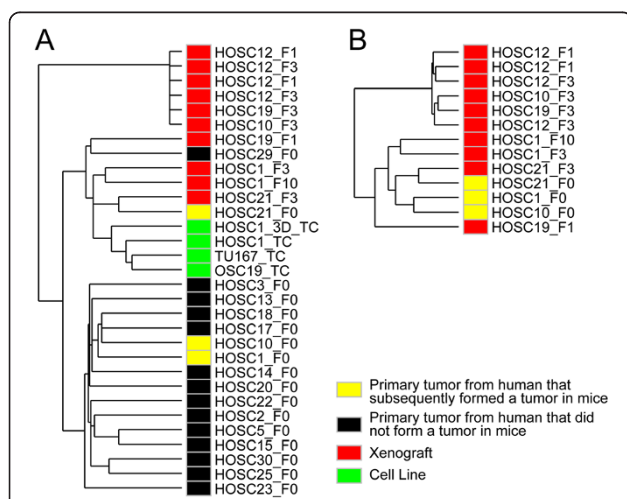 A
HOSC12_F1
HOSC12_F3
HOSC12_F1
HOSC12_F3
HOSC19_F3
HOSC10_F3
HOSC19_F1
HOSC29_F0
HOSC1_F3
HOSC1_F10
HOSC21_F3
HOSC21_F0
HOSC1_3D_TC
HOSC1_TC
TU167_TC
OSC19_TC
HOSC3_F0
HOSC13_F0
HOSC18_F0
HOSC17_F0
HOSC10_F0
HOSC1_F0
HOSC14_F0
HOSC20_F0
HOSC22_F0
HOSC2_F0
HOSC5_F0
HOSC15_F0
HOSC30_F0
HOSC25_F0
HOSC23_F0
B
HOSC12_F1
HOSC12_F1
HOSC12_F3
HOSC10_F3
HOSC19_F3
HOSC12_F3
HOSC1_F10
HOSC1_F3
HOSC21_F3
HOSC21_F0
HOSC1_F0
HOSC10_F0
HOSC19_F1
Primary tumor from human that
subsequently formed a tumor in mice
Primary tumor from human that did
not form a tumor in mice
Xenograft
Cell Line